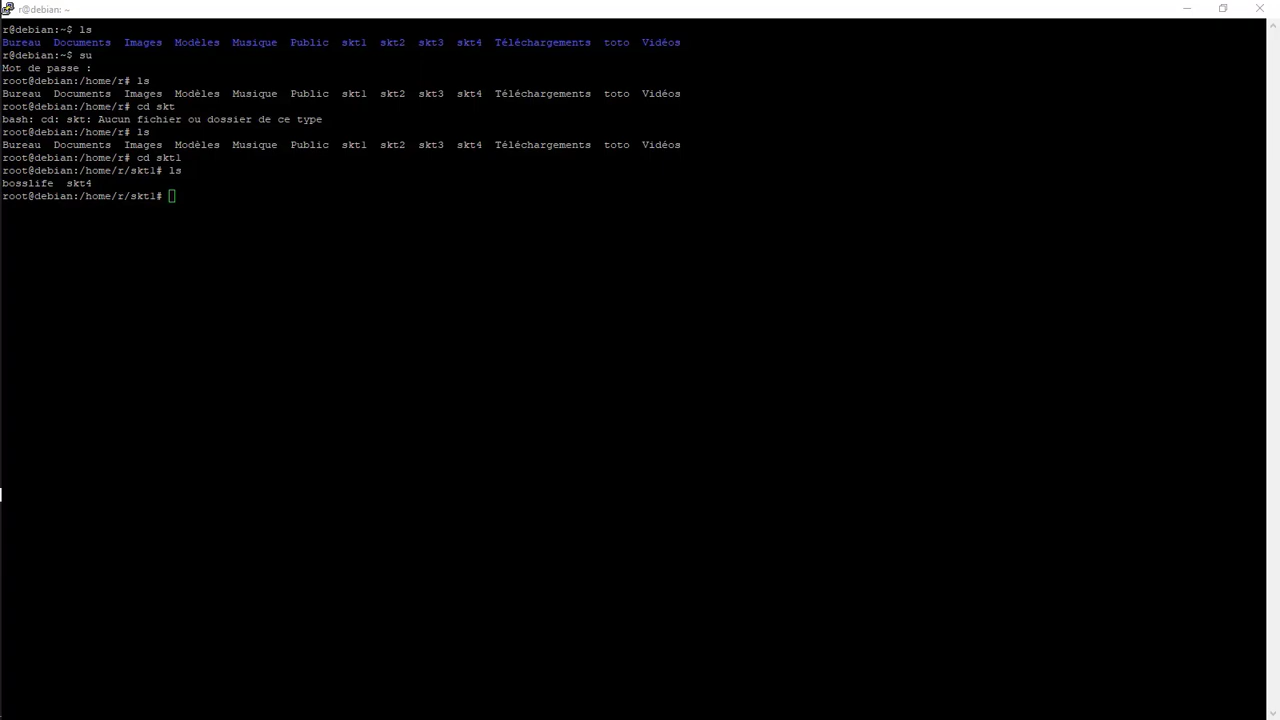 r@debian: ~
r@debian:~$ ls
Bureau  Documents  Images  Modèles  Musique  Public  skt1  skt2  skt3  skt4  Téléchargements  toto  Vidéos
r@debian:~$ su
Mot de passe :
root@debian:/home/r# ls
Bureau  Documents  Images  Modèles  Musique  Public  skt1  skt2  skt3  skt4  Téléchargements  toto  Vidéos
root@debian:/home/r# cd skt
bash: cd: skt: Aucun fichier ou dossier de ce type
root@debian:/home/r# ls
Bureau  Documents  Images  Modèles  Musique  Public  skt1  skt2  skt3  skt4  Téléchargements  toto  Vidéos
root@debian:/home/r# cd skt1
root@debian:/home/r/skt1# ls
bosslife  skt4
root@debian:/home/r/skt1#